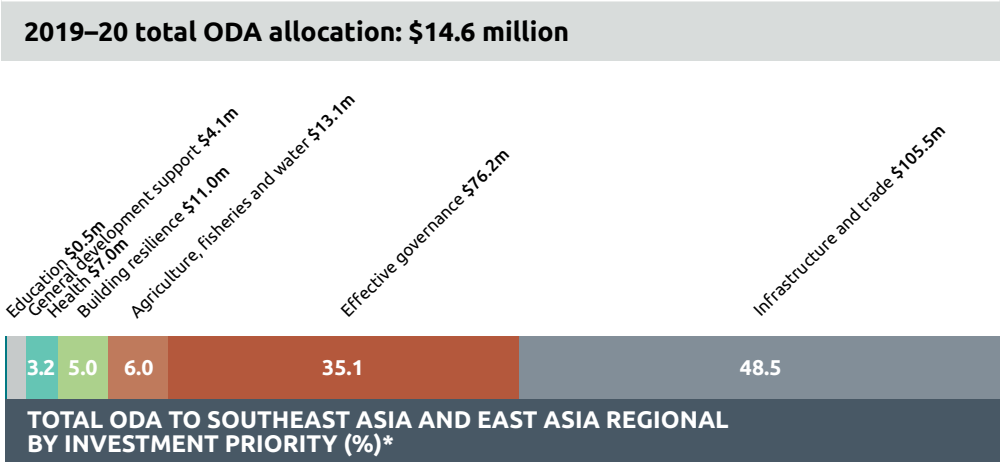 2019–20 total ODA allocation: $14.6 million
Education $0.5m
General development support $4.1m
Health $7.0m
Building resilience $11.0m
Agriculture, fisheries and water $13.1m
Effective governance $76.2m
Infrastructure and trade $105.5m
3.2 5.0 6.0 35.1 48.5
TOTAL ODA TO SOUTHEAST ASIA AND EAST ASIA REGIONAL
BY INVESTMENT PRIORITY (%)*